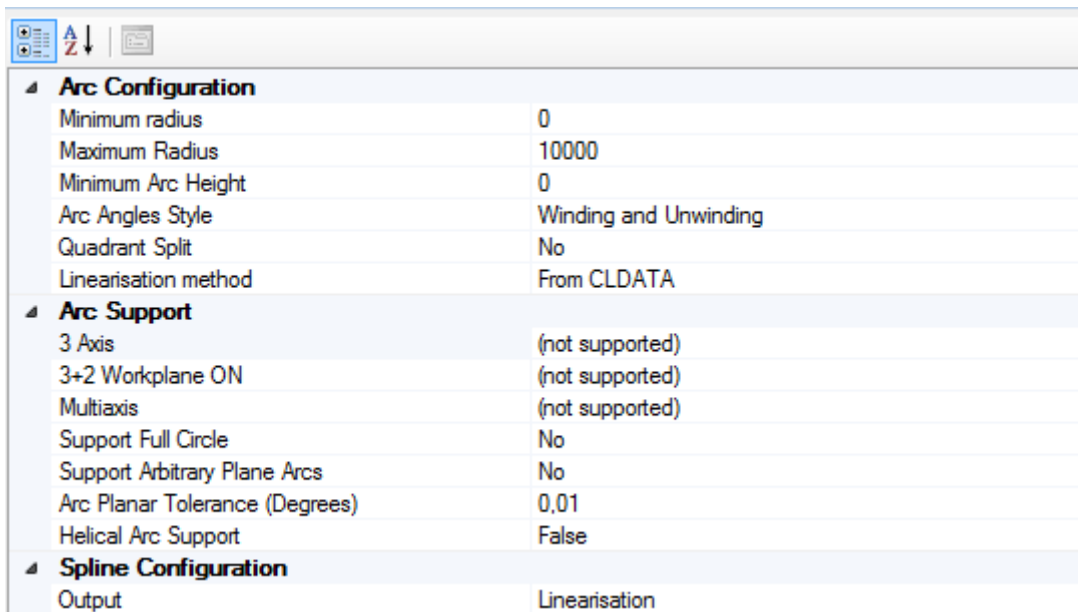 A
Z
Arc Configuration
Minimum radius 0
Maximum Radius 10000
Minimum Arc Height 0
Arc Angles Style Winding and Unwinding
Quadrant Split No
Linearisation method From CLDATA
Arc Support
3 Axis (not supported)
3+2 Workplane ON (not supported)
Multiaxis (not supported)
Support Full Circle No
Support Arbitrary Plane Arcs No
Arc Planar Tolerance (Degrees) 0,01
Helical Arc Support False
Spline Configuration
Output Linearisation